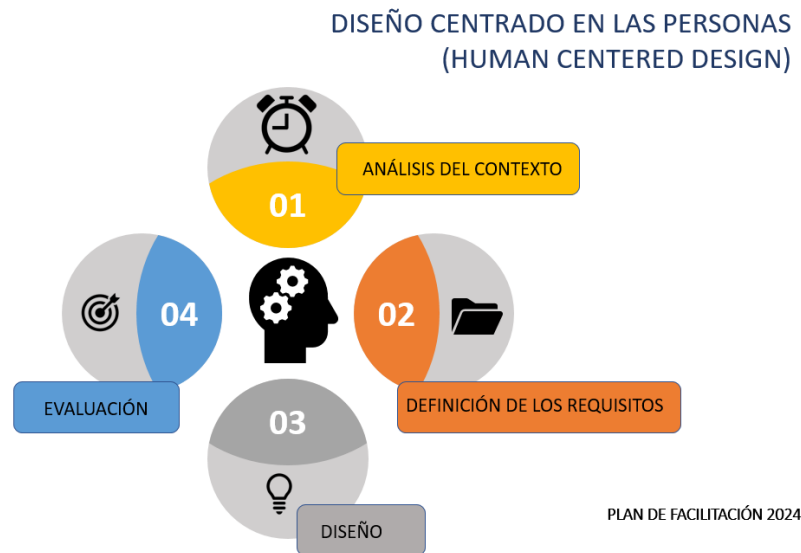 DISEÑO CENTRADO EN LAS PERSONAS
(HUMAN CENTERED DESIGN)
01
ANÁLISIS DEL CONTEXTO
02
DEFINICIÓN DE LOS REQUISITOS
03
DISEÑO
04
EVALUACIÓN
PLAN DE FACILITACIÓN 2024